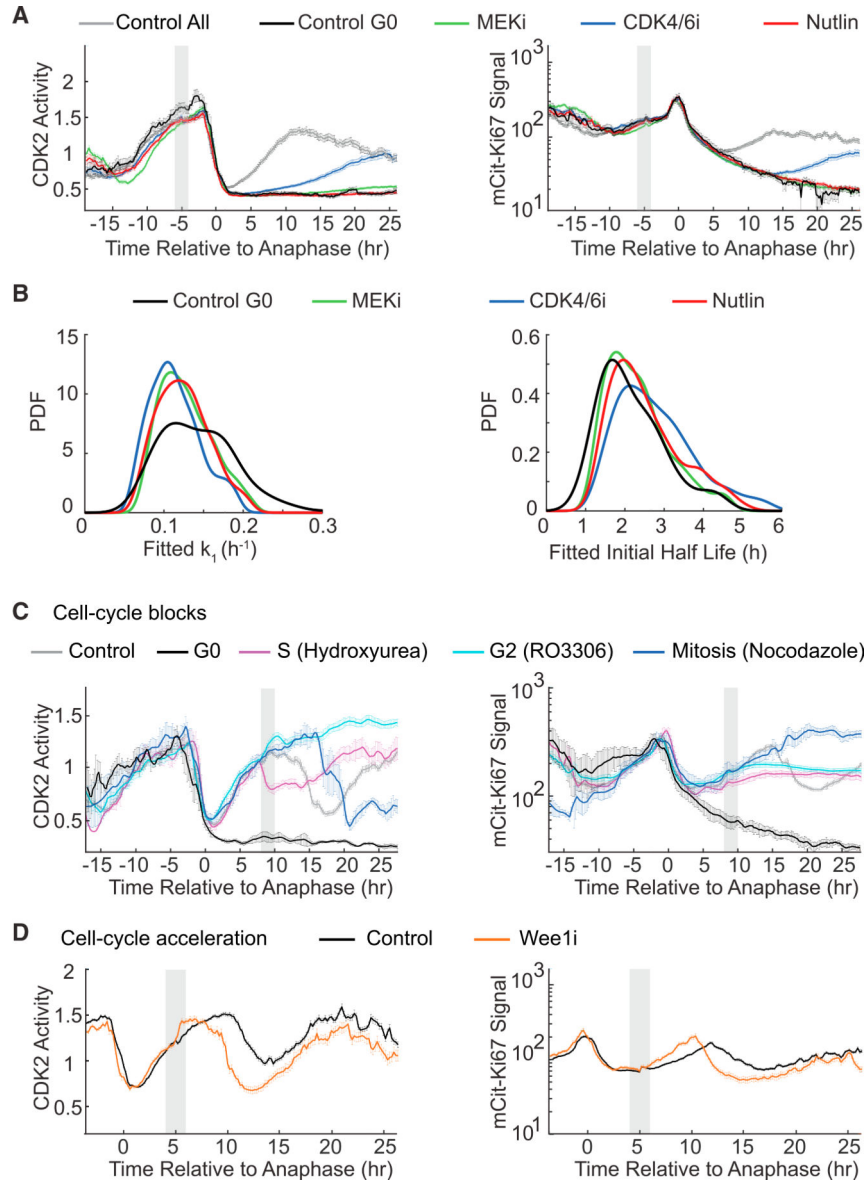 A
Control All Control G0 MEKi CDK4/6i Nutlin
CDK2 Activity
2
1.5
1
0.5
-15 -10 -5 0 5 10 15 20 25
Time Relative to Anaphase (hr)
mCit-Ki67 Signal
10³
10²
10¹
-15 -10 -5 0 5 10 15 20 25
Time Relative to Anaphase (hr)
B
Control G0 MEKi CDK4/6i Nutlin
PDF
15
10
5
0
0 0.1 0.2 0.3
Fitted k₁ (h⁻¹)
PDF
0.6
0.4
0.2
0
0 1 2 3 4 5 6
Fitted Initial Half Life (h)
C Cell-cycle blocks
Control G0 S (Hydroxyurea) G2 (RO3306) Mitosis (Nocodazole)
CDK2 Activity
1.5
1
0.5
-15 -10 -5 0 5 10 15 20 25
Time Relative to Anaphase (hr)
mCit-Ki67 Signal
10³
10²
-15 -10 -5 0 5 10 15 20 25
Time Relative to Anaphase (hr)
D Cell-cycle acceleration Control Wee1i
CDK2 Activity
2
1.5
1
0.5
0 5 10 15 20 25
Time Relative to Anaphase (hr)
mCit-Ki67 Signal
10³
10²
10¹
0 5 10 15 20 25
Time Relative to Anaphase (hr)